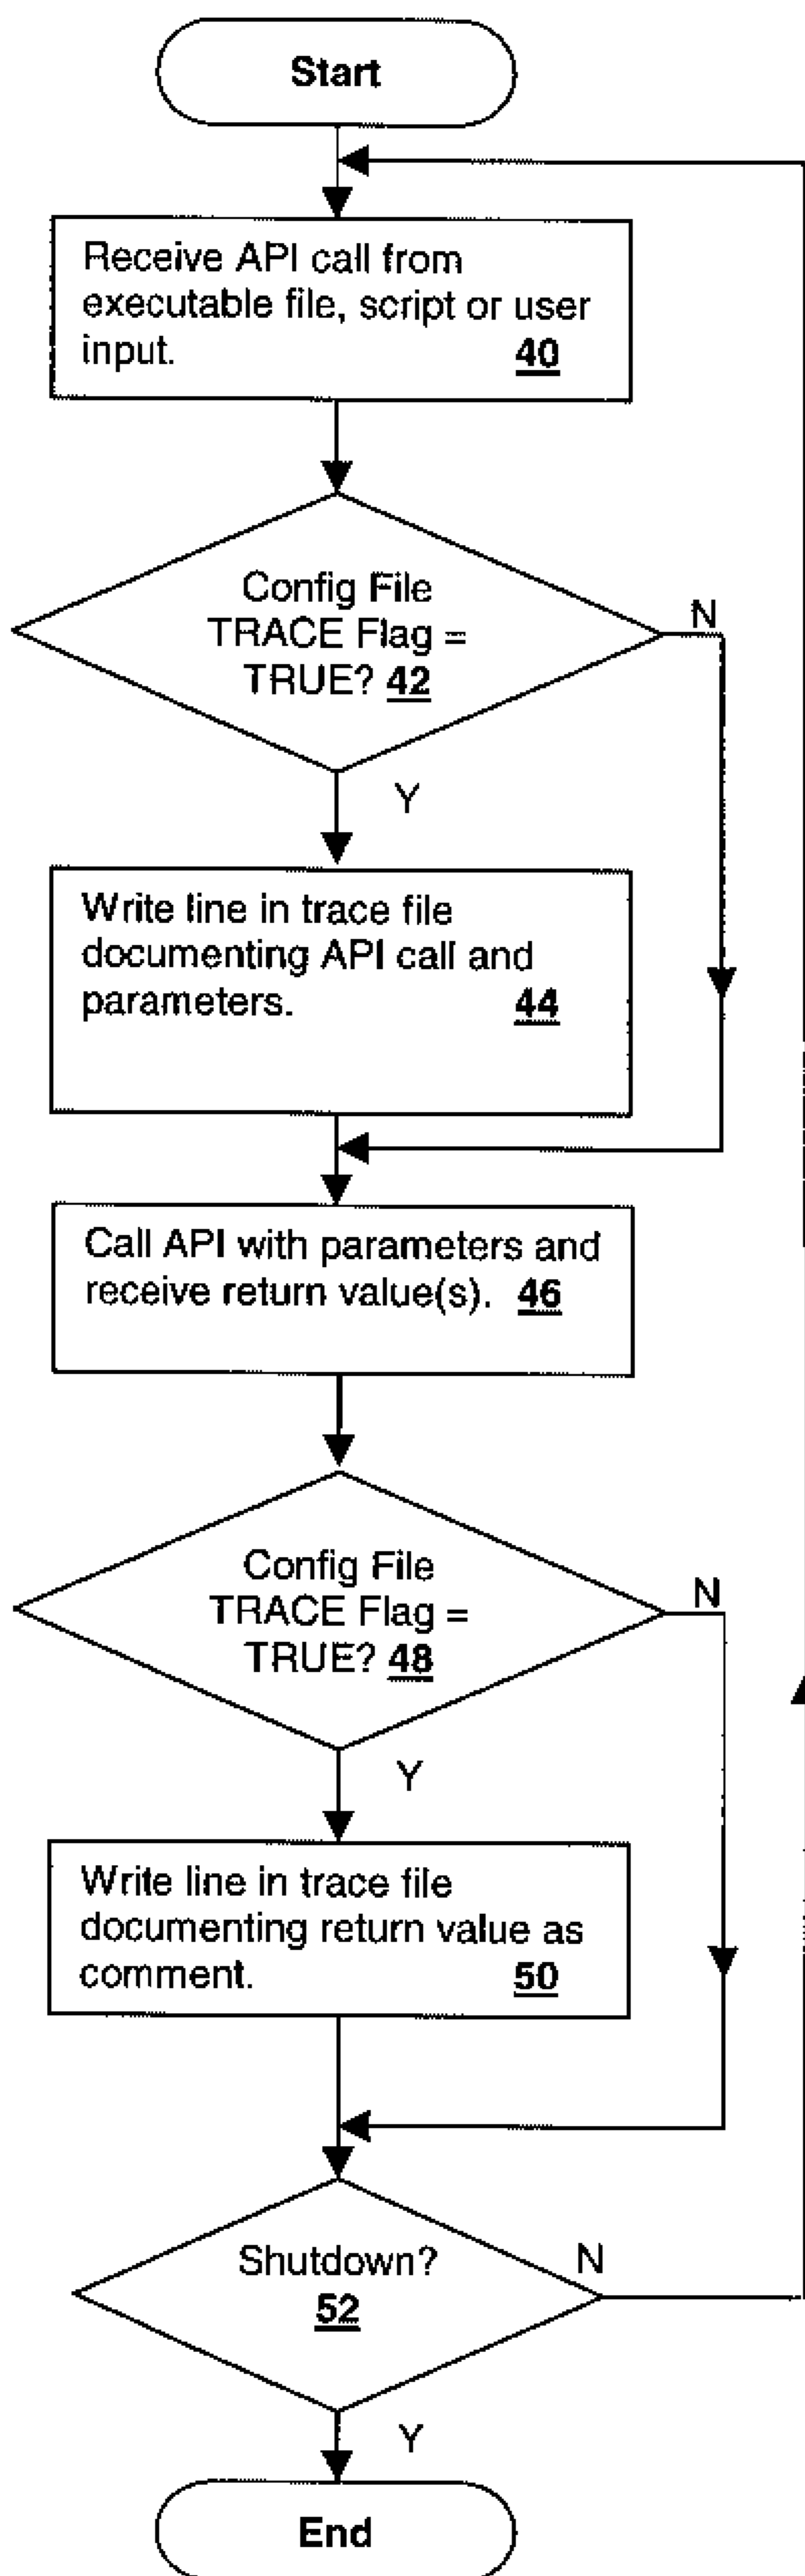 Start
Receive API call from
executable file, script or user
input. 40
Config File
TRACE Flag =
TRUE? 42
N
Y
Write line in trace file
documenting API call and
parameters. 44
Call API with parameters and
receive return value(s). 46
Config File
TRACE Flag =
TRUE? 48
N
Y
Write line in trace file
documenting return value as
comment. 50
Shutdown?
52
N
Y
End